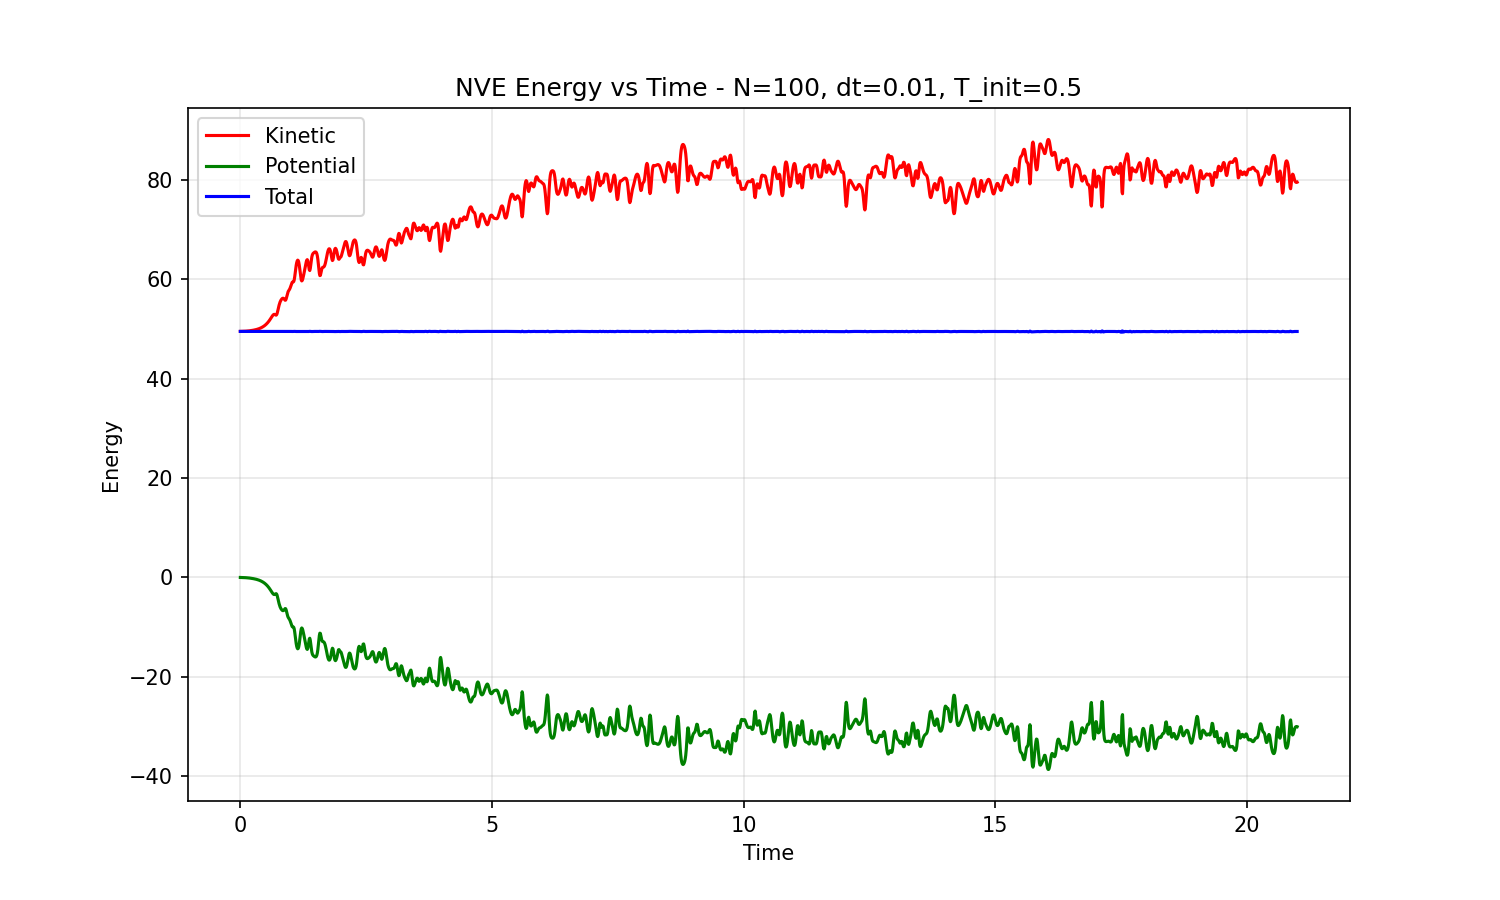 NVE Energy vs Time - N=100, dt=0.01, T_init=0.5
Kinetic
Potential
Total
80
60
40
20
0
−20
−40
Energy
0
5
10
15
20
Time